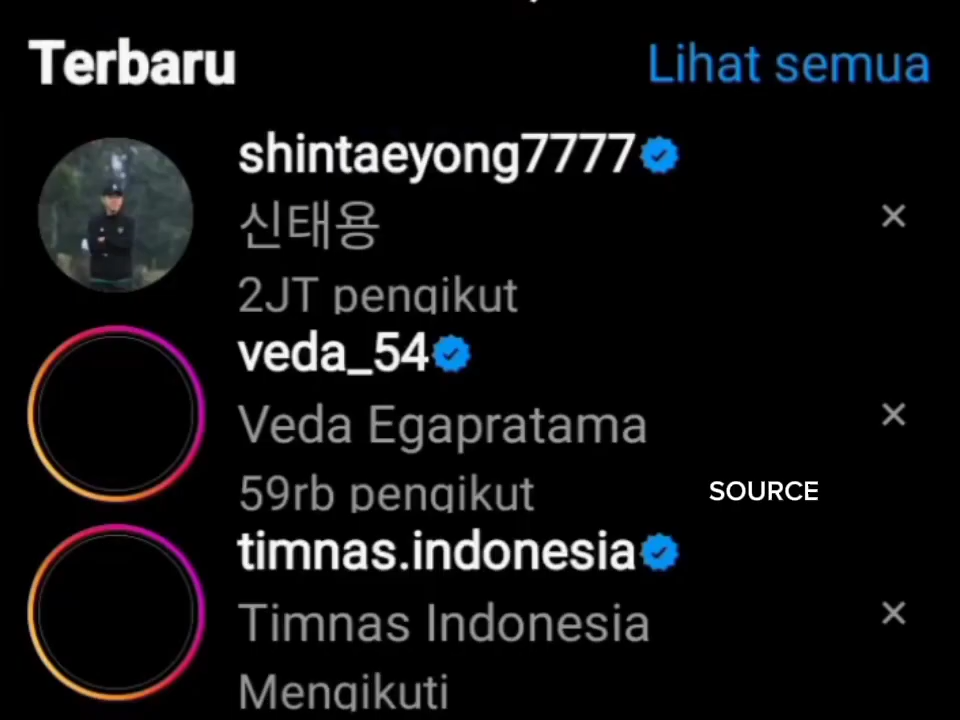 Terbaru Lihat semua
shintaeyong7777
신태용
2JT pengikut
veda_54
Veda Egapratama
59rb pengikut
SOURCE
timnas.indonesia
Timnas Indonesia
Mengikuti